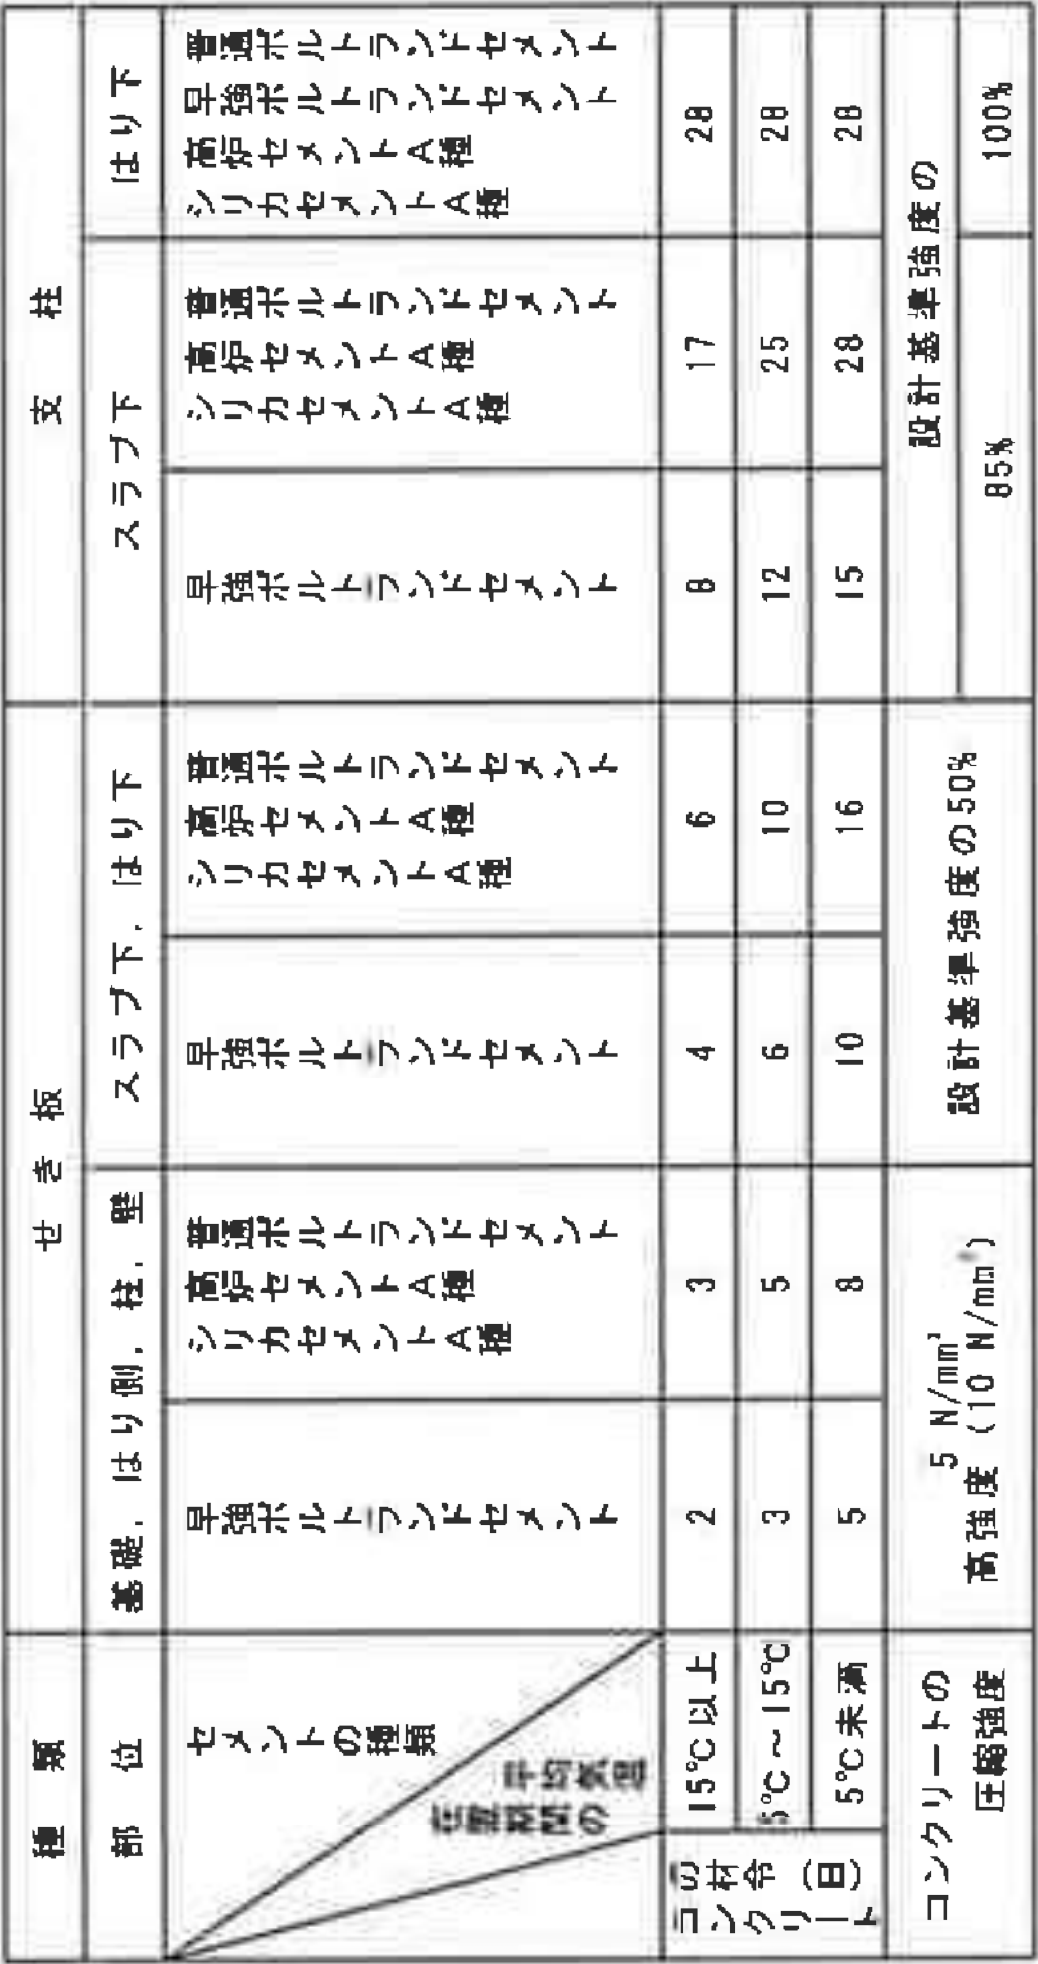 種類
せき板
支柱
部位
基礎, はり側, 柱, 壁
スラブ下, はり下
スラブ下
はり下
セメントの種類
存置期間の
平均気温
早強ポルトランドセメント
普通ポルトランドセメント
高炉セメントA種
シリカセメントA種
早強ポルトランドセメント
普通ポルトランドセメント
高炉セメントA種
シリカセメントA種
早強ポルトランドセメント
普通ポルトランドセメント
高炉セメントA種
シリカセメントA種
普通ポルトランドセメント
早強ポルトランドセメント
高炉セメントA種
シリカセメントA種
コンクリート
の材令(日)
15℃以上
2
3
4
6
8
17
28
5℃〜15℃
3
5
6
10
12
25
28
5℃未満
5
8
10
16
15
28
28
コンクリートの
圧縮強度
5 N/mm²
高強度 (10 N/mm²)
設計基準強度の50%
設計基準強度の
85%
100%